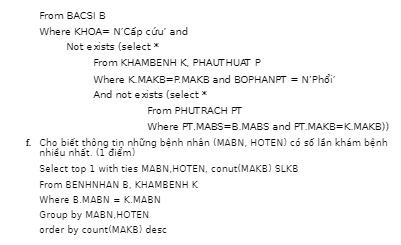 From BACSI B
Where KHOA= N'Cấp cứu' and
Not exists (select *
From KHAMBENH K, PHAUTHUAT P
Where K.MAKB=P.MAKB and BOPHANPT = N'Phổi'
And not exists (select *
From PHUTRACH PT
Where PT.MABS=B.MABS and PT.MAKB=K.MAKB))
f. Cho biết thông tin những bệnh nhân (MABN, HOTEN) có số lần khám bệnh
nhiều nhất. (1 điểm)
Select top 1 with ties MABN,HOTEN, conut(MAKB) SLKB
From BENHNHAN B, KHAMBENH K
Where B.MABN = K.MABN
Group by MABN,HOTEN
order by count(MAKB) desc